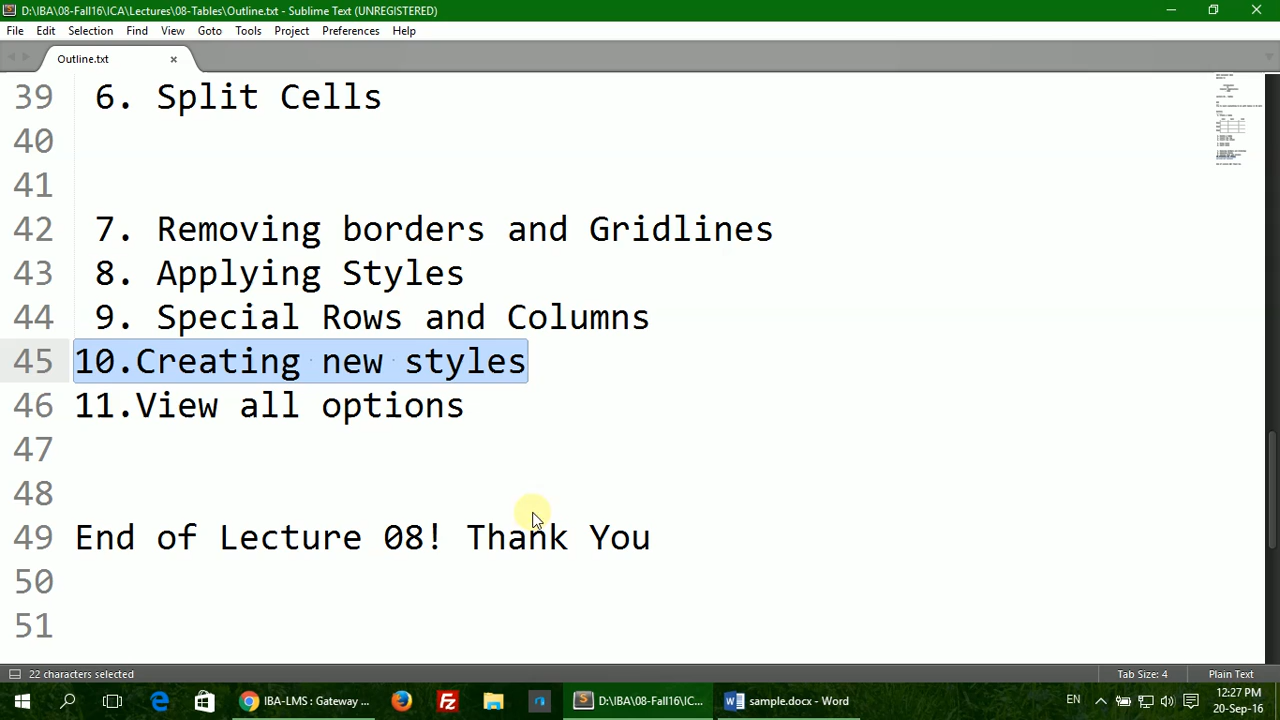 D:\IBA\08-Fall16\ICA\Lectures\08-Tables\Outline.txt - Sublime Text (UNREGISTERED)
File Edit Selection Find View Goto Tools Project Preferences Help
Outline.txt
39 6. Split Cells
40
41
42 7. Removing borders and Gridlines
43 8. Applying Styles
44 9. Special Rows and Columns
45 10.Creating new styles
46 11.View all options
47
48
49 End of Lecture 08! Thank You
50
51
22 characters selected Tab Size: 4 Plain Text
IBA-LMS : Gateway ... D:\IBA\08-Fall16\IC... sample.docx - Word EN 12:27 PM
20-Sep-16